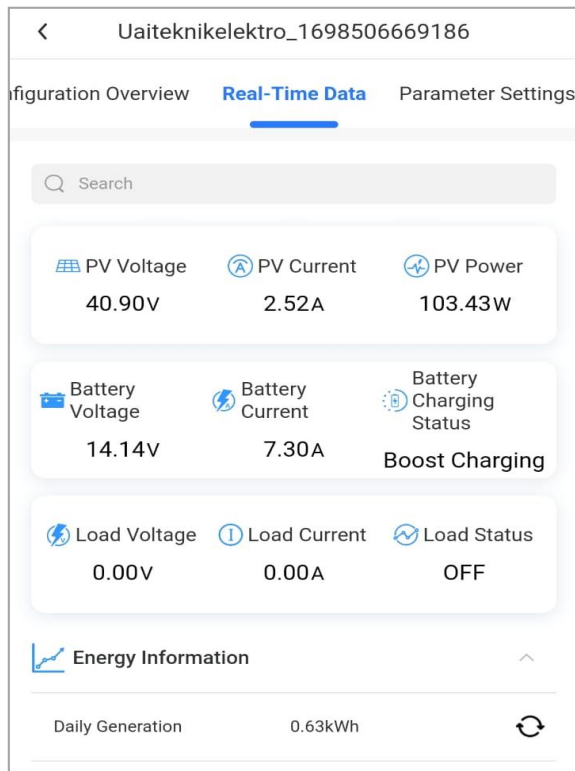 Uaiteknikelektro_1698506669186
nfiguration Overview Real-Time Data Parameter Settings
Search
PV Voltage PV Current PV Power
40.90V 2.52A 103.43W
Battery Voltage
Battery Current
Battery Charging Status
14.14V 7.30A Boost Charging
Load Voltage Load Current Load Status
0.00V 0.00A OFF
Energy Information
Daily Generation 0.63kWh